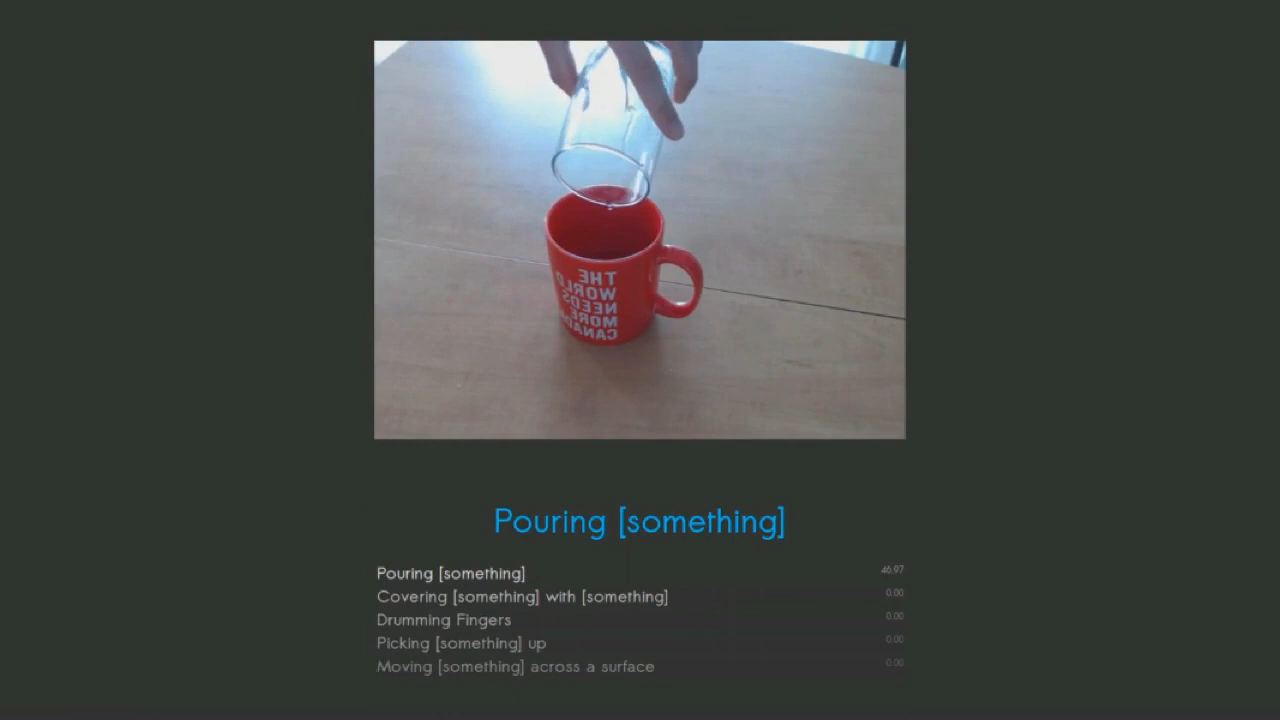 THE
WORLD
NEEDS
MORE
CANADA
Pouring [something]
Pouring [something] 46.97
Covering [something] with [something] 0.00
Drumming Fingers 0.00
Picking [something] up 0.00
Moving [something] across a surface 0.00